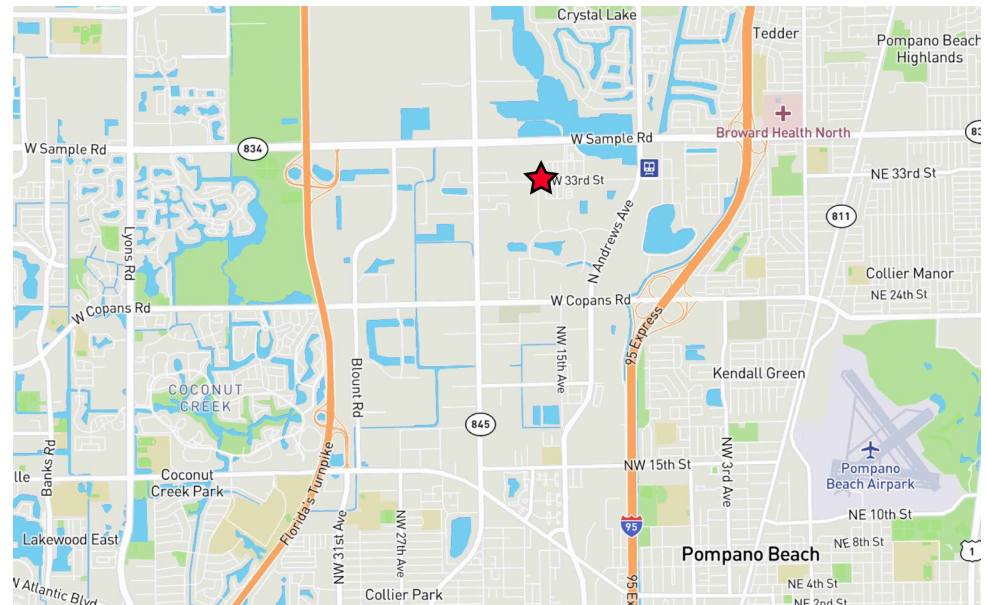 Crystal Lake
Tedder
Pompano Beach
Highlands
W Sample Rd
Broward Health North
W Sample Rd
834
83
W 33rd St
NE 33rd St
811
Lyons Rd
N Andrews Ave
Collier Manor
NE 24th St
W Copans Rd
W Copans Rd
95 Express
NW 15th Ave
Blount Rd
Kendall Green
COCONUT
CREEK
845
Banks Rd
lle
Coconut
Creek Park
Florida's Turnpike
NW 15th St
NW 3rd Ave
Pompano
Beach Airpark
NE 10th St
NW 31st Ave
NW 27th Ave
95
Lakewood East
NE 8th St
Pompano Beach
1
W Atlantic Blvd
Collier Park
95 Ex
NE 4th St
NE 2nd St